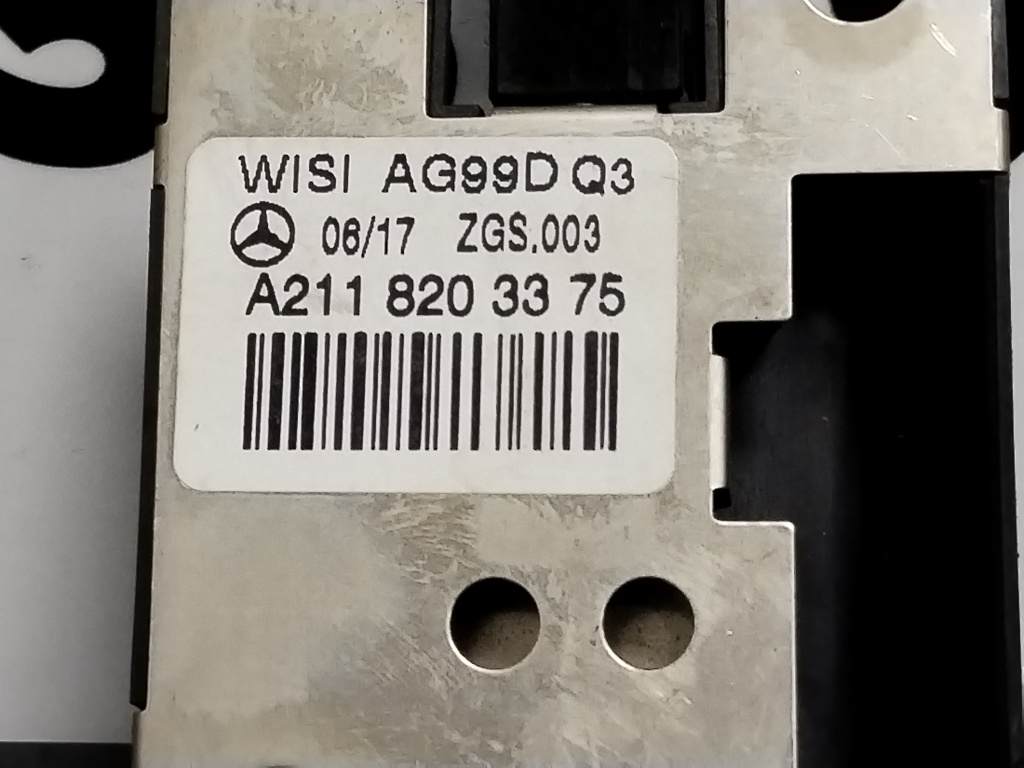 WISI AG99D Q3
06/17 ZGS.003
A211 820 33 75